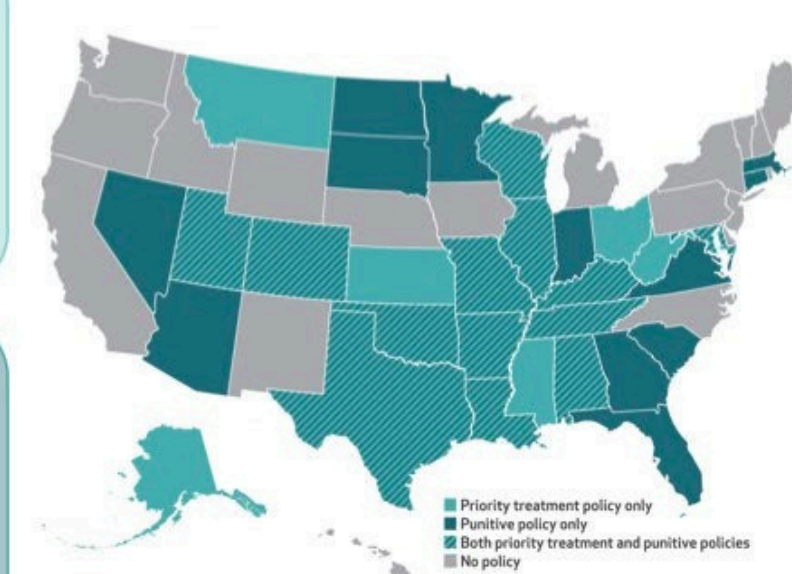 Priority treatment policy only
Punitive policy only
Both priority treatment and punitive policies
No policy